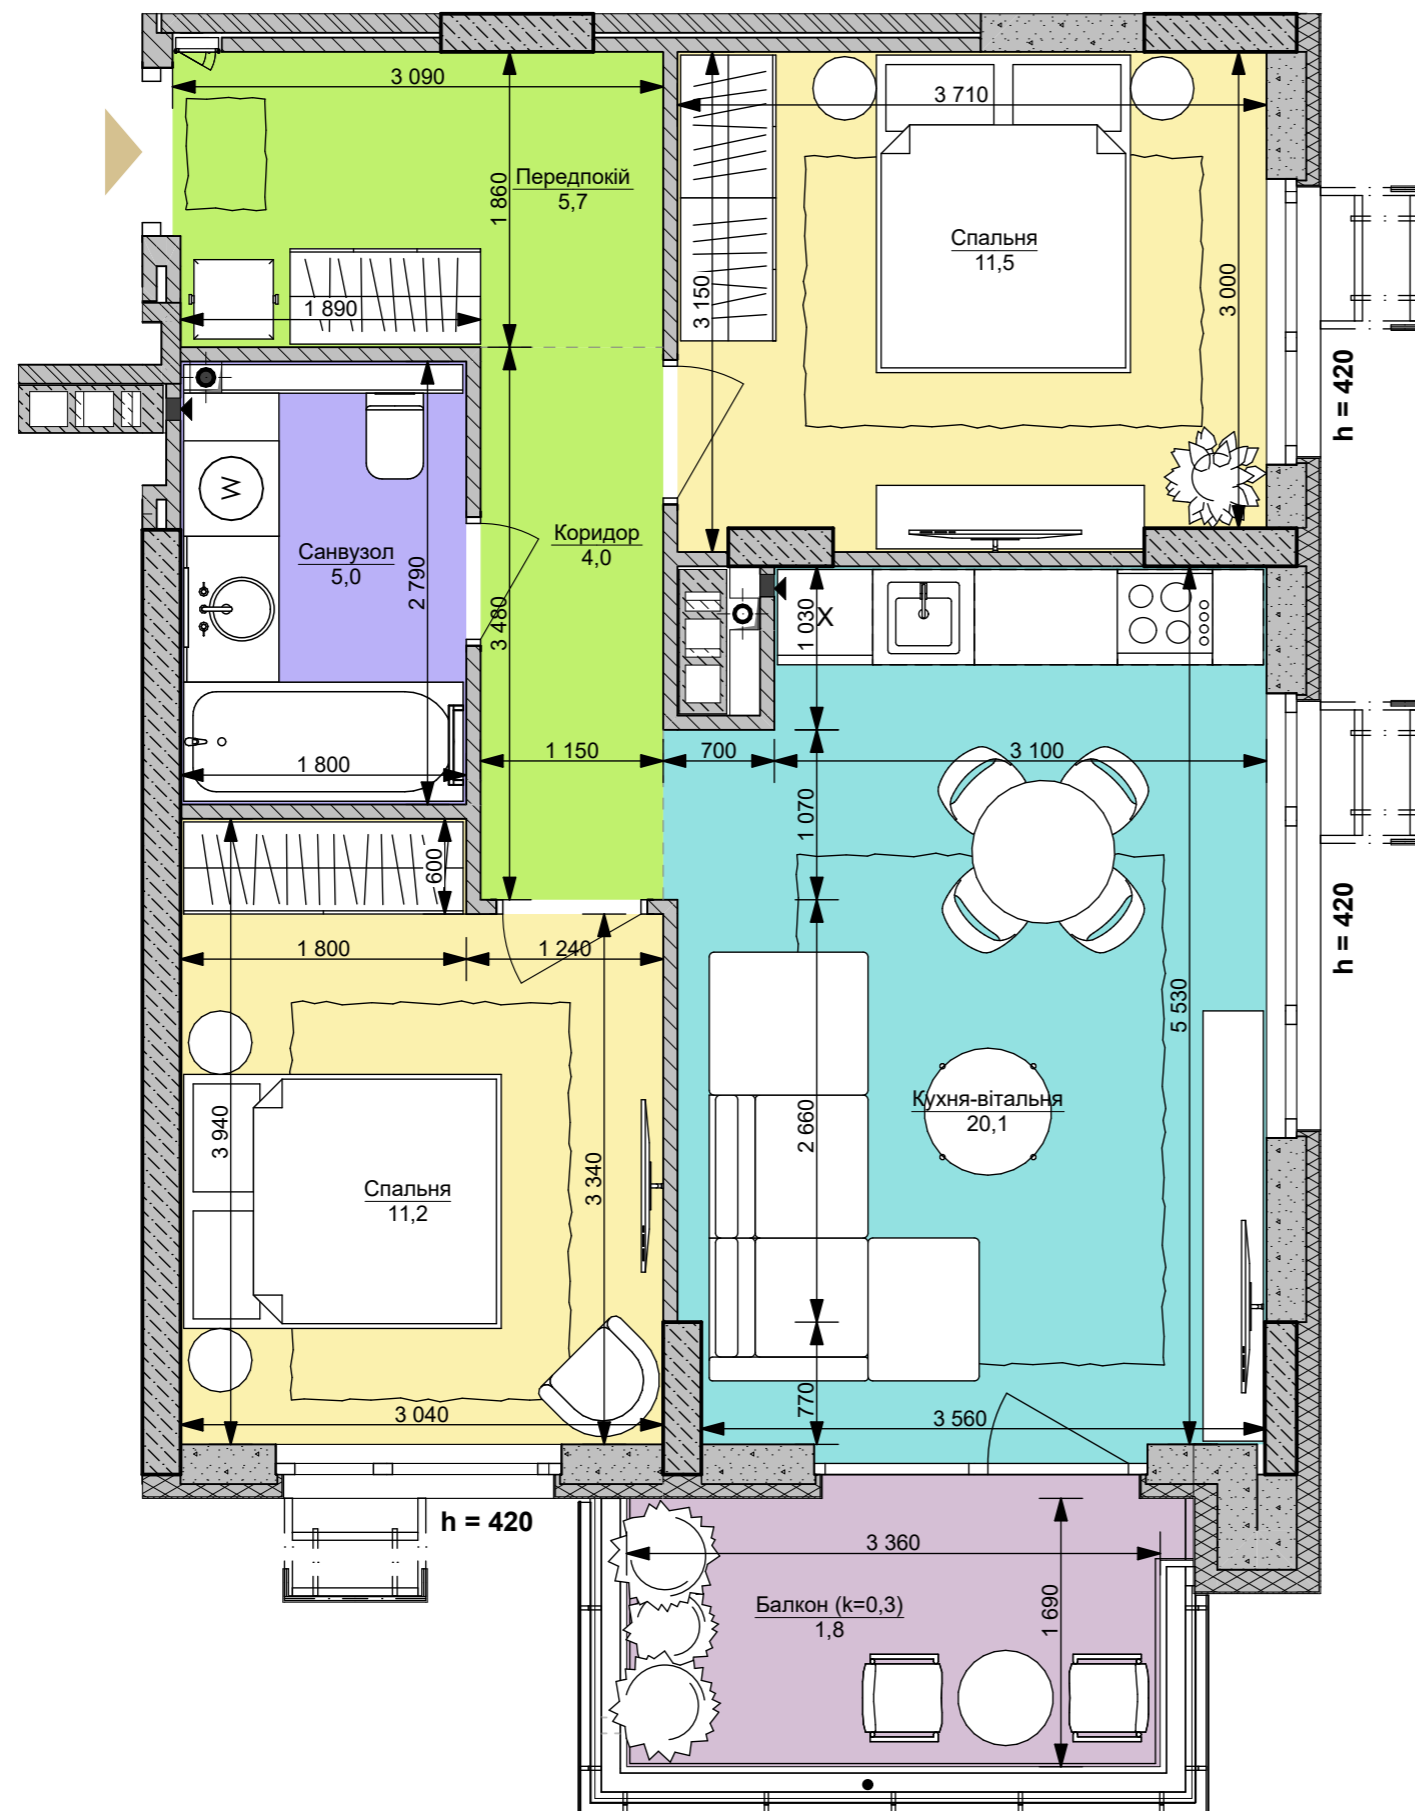 3 090
3 710
Передпокій
5,7
1 860
Спальня
11,5
3 150
3 000
1 890
h = 420
W
Санвузол
5,0
2 790
Коридор
4,0
3 480
1 030
X
1 800
1 150
700
3 100
1 070
600
h = 420
1 800
1 240
5 530
3 940
3 340
2 660
Кухня-вітальня
20,1
Спальня
11,2
770
3 040
3 560
h = 420
3 360
Балкон (k=0,3)
1,8
1 690